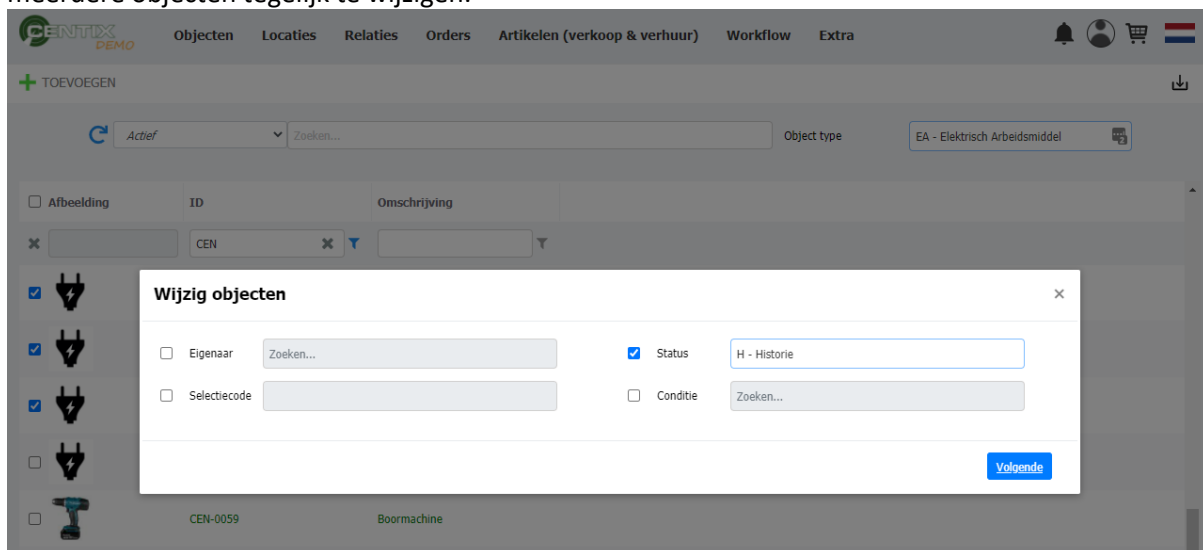 meerdere objecten tegelijk te wijzigen.
CENTIX DEMO Objecten Locaties Relaties Orders Artikelen (verkoop & verhuur) Workflow Extra
TOEVOEGEN
Actief Zoeken... Object type EA - Elektrisch Arbeidsmiddel
Afbeelding ID Omschrijving
CEN
Wijzig objecten
Eigenaar Zoeken... Status H - Historie
Selectiecode Conditie Zoeken...
Volgende
CEN-0059 Boormachine